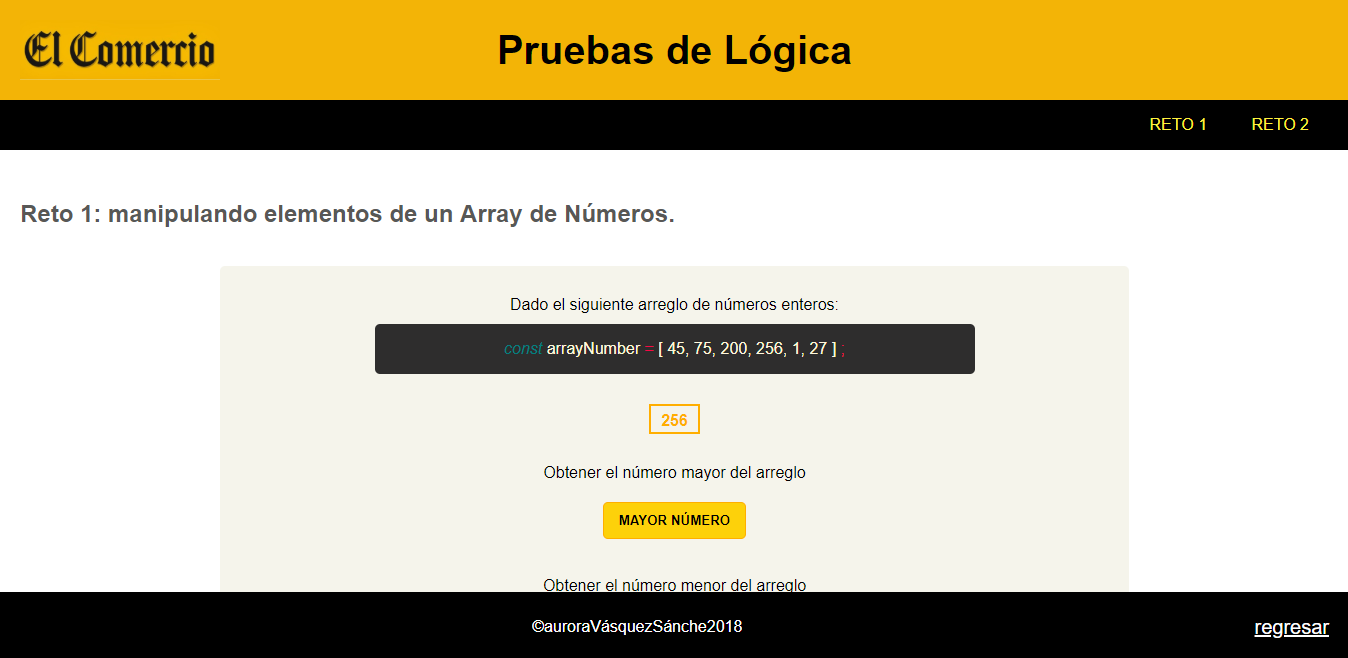 El Comercio
Pruebas de Lógica
RETO 1 RETO 2
Reto 1: manipulando elementos de un Array de Números.
Dado el siguiente arreglo de números enteros:
const arrayNumber = [ 45, 75, 200, 256, 1, 27 ] ;
256
Obtener el número mayor del arreglo
MAYOR NÚMERO
Obtener el número menor del arreglo
©auroraVásquezSánche2018
regresar